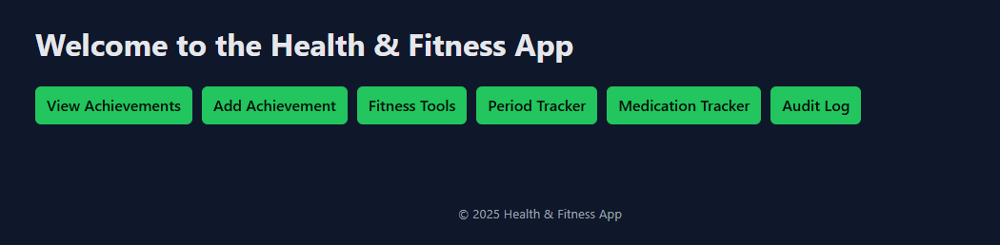 Welcome to the Health & Fitness App
View Achievements Add Achievement Fitness Tools Period Tracker Medication Tracker Audit Log
© 2025 Health & Fitness App